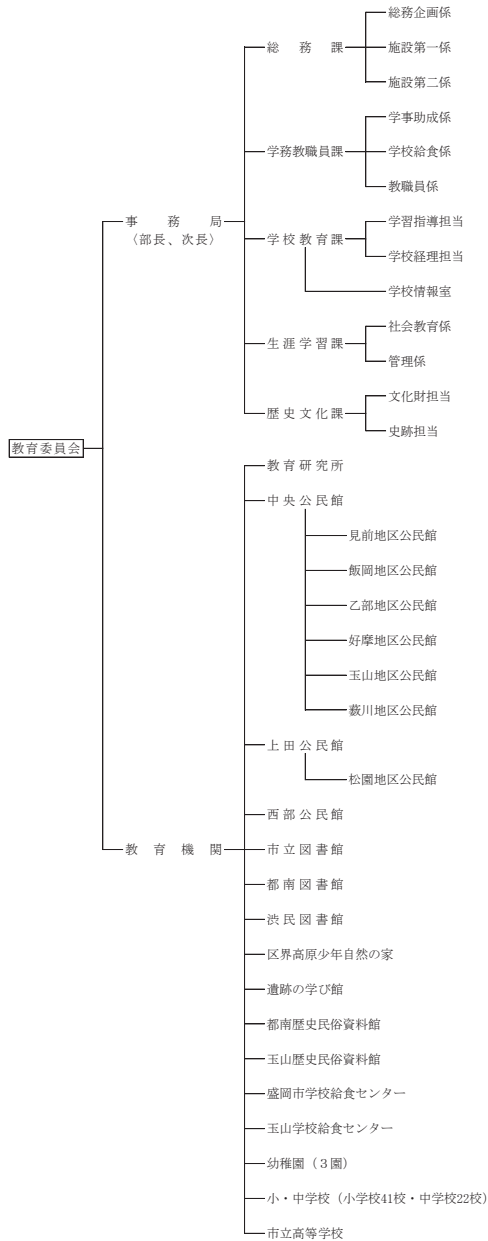 総務企画係
総務課
施設第一係
施設第二係
学事助成係
学務教職員課
学校給食係
教職員係
事務局
（部長、次長）
学習指導担当
学校教育課
学校経理担当
学校情報室
社会教育係
生涯学習課
管理係
文化財担当
歴史文化課
史跡担当
教育委員会
教育研究所
中央公民館
見前地区公民館
飯岡地区公民館
乙部地区公民館
好摩地区公民館
玉山地区公民館
薮川地区公民館
上田公民館
松園地区公民館
西部公民館
教育機関
市立図書館
都南図書館
渋民図書館
区界高原少年自然の家
遺跡の学び館
都南歴史民俗資料館
玉山歴史民俗資料館
盛岡市学校給食センター
玉山学校給食センター
幼稚園（３園）
小・中学校（小学校41校・中学校22校）
市立高等学校